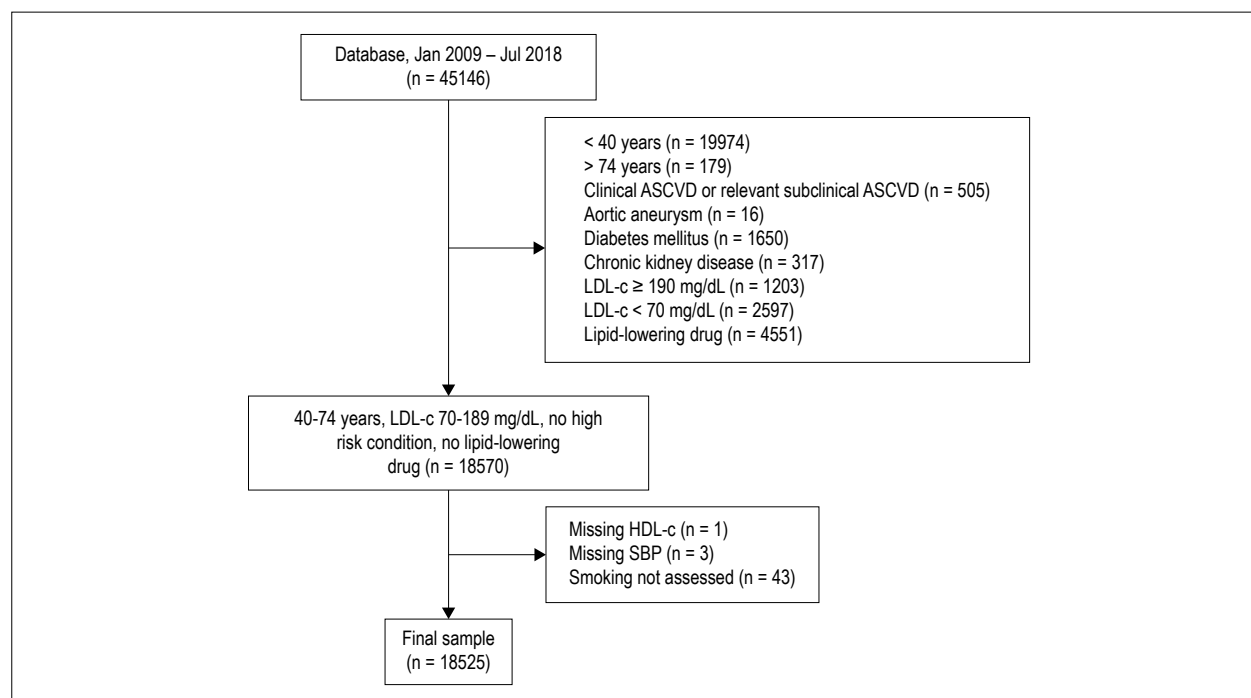 Database, Jan 2009 – Jul 2018
(n = 45146)
< 40 years (n = 19974)
> 74 years (n = 179)
Clinical ASCVD or relevant subclinical ASCVD (n = 505)
Aortic aneurysm (n = 16)
Diabetes mellitus (n = 1650)
Chronic kidney disease (n = 317)
LDL-c ≥ 190 mg/dL (n = 1203)
LDL-c < 70 mg/dL (n = 2597)
Lipid-lowering drug (n = 4551)
40-74 years, LDL-c 70-189 mg/dL, no high
risk condition, no lipid-lowering
drug (n = 18570)
Missing HDL-c (n = 1)
Missing SBP (n = 3)
Smoking not assessed (n = 43)
Final sample
(n = 18525)